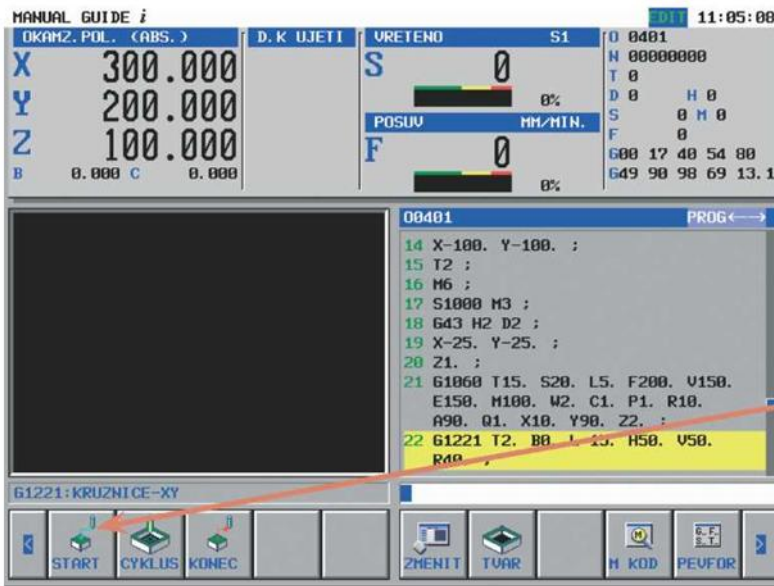 MANUAL GUIDE i EDIT 11:05:08
OKAMZ.POL. (ABS.) D.K UJETI VRETENO S1 O 0401
X 300.000
Y 200.000
Z 100.000
B 0.000 C 0.000
S 0
0%
POSUV MM/MIN.
F 0
0%
N 00000000
T 0
D 0 H 0
S 0 M 0
F 0
G00 17 40 54 80
G49 90 98 69 13.1
O0401 PROG
14 X-100. Y-100. ;
15 T2 ;
16 M6 ;
17 S1000 M3 ;
18 G43 H2 D2 ;
19 X-25. Y-25. ;
20 Z1. ;
21 G1060 T15. S20. L5. F200. V150.
E150. M100. W2. C1. P1. R10.
A90. Q1. X10. Y90. Z2. ;
22 G1221 T2. B0. H50. V50.
R40. ;
G1221:KRUZNICE-XY
START CYKLUS KONEC ZMENIT TVAR M KOD G.F. S.T. PEVFOR